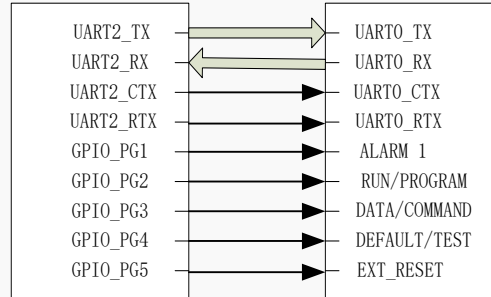 UART2_TX UART0_TX
UART2_RX UART0_RX
UART2_CTX UART0_CTX
UART2_RTX UART0_RTX
GPIO_PG1 ALARM 1
GPIO_PG2 RUN/PROGRAM
GPIO_PG3 DATA/COMMAND
GPIO_PG4 DEFAULT/TEST
GPIO_PG5 EXT_RESET